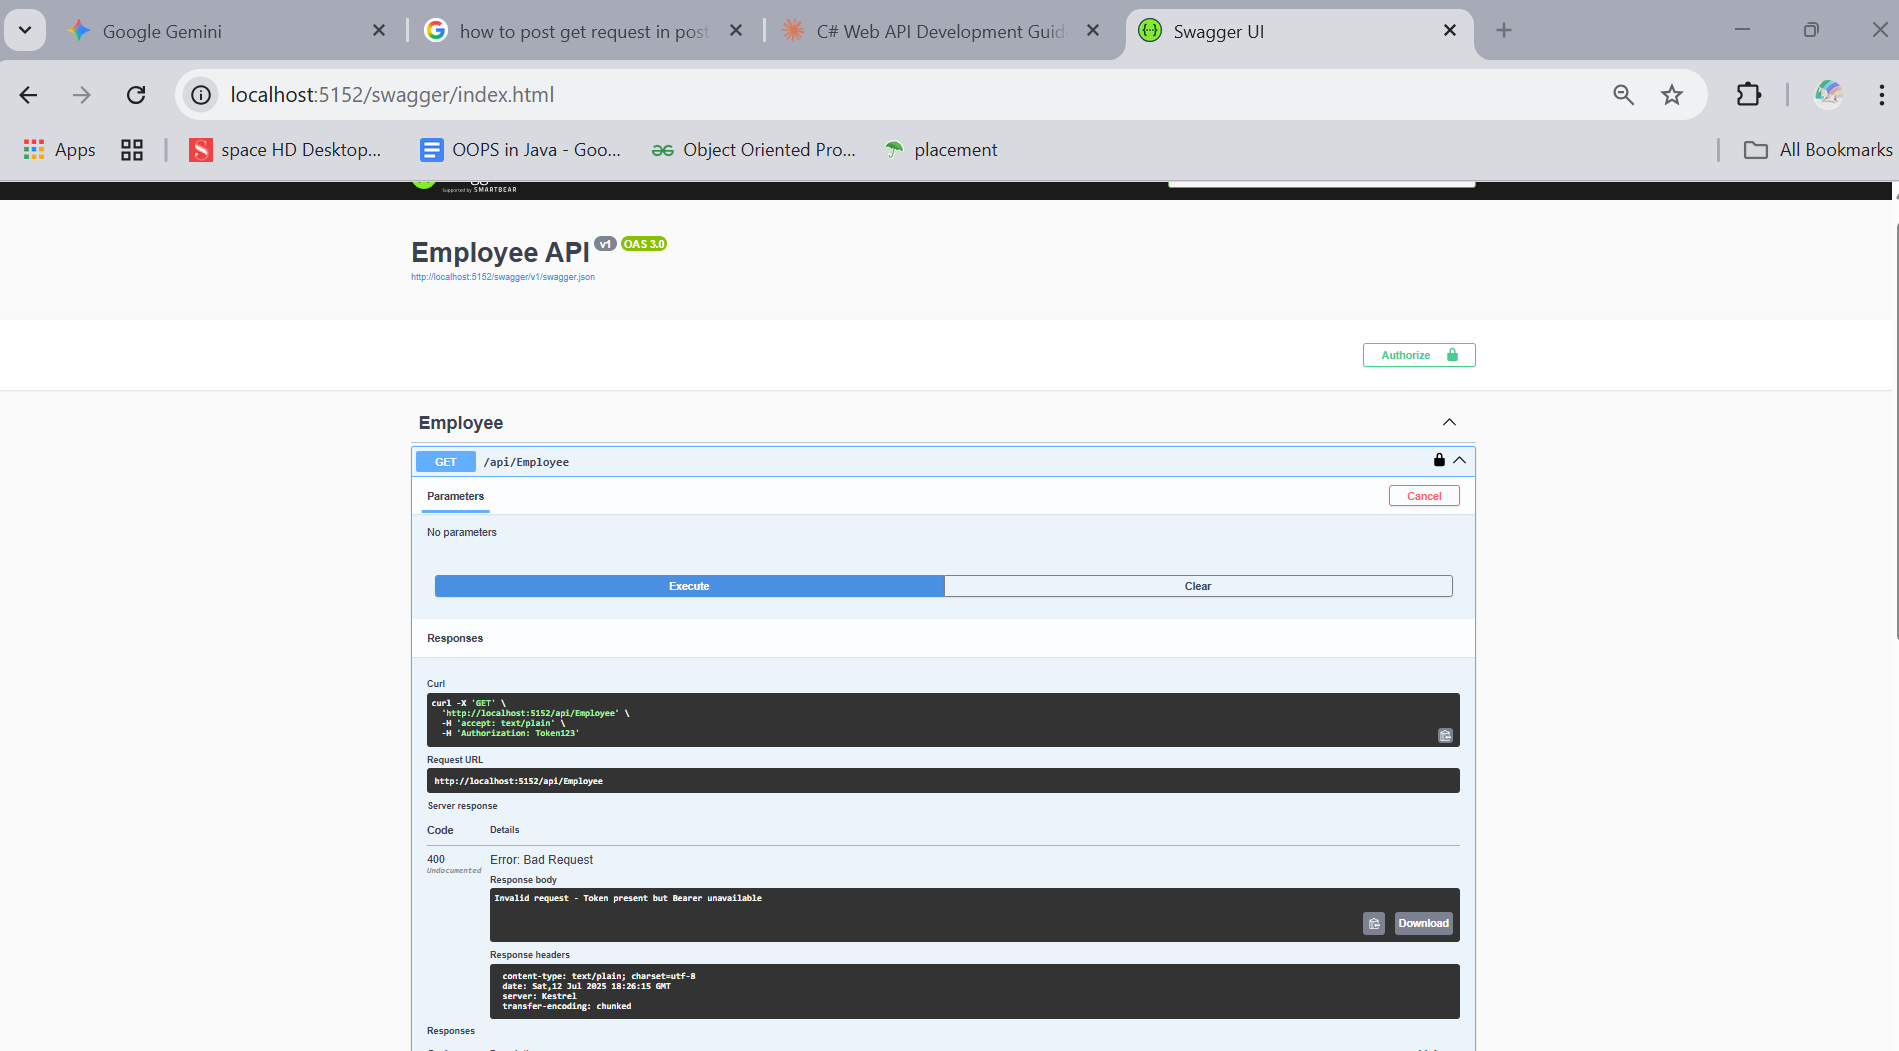 Google Gemini
how to post get request in post
C# Web API Development Guid
Swagger UI
localhost:5152/swagger/index.html
Apps
space HD Desktop...
OOPS in Java - Goo...
Object Oriented Pro...
placement
All Bookmarks
Supported by SMARTBEAR
Employee API v1 OAS 3.0
http://localhost:5152/swagger/v1/swagger.json
Authorize
Employee
GET /api/Employee
Parameters
Cancel
No parameters
Execute
Clear
Responses
Curl
curl -X 'GET' \
'http://localhost:5152/api/Employee' \
-H 'accept: text/plain' \
-H 'Authorization: Token123'
Request URL
http://localhost:5152/api/Employee
Server response
Code Details
400 Error: Bad Request
Undocumented
Response body
Invalid request - Token present but Bearer unavailable
Download
Response headers
content-type: text/plain; charset=utf-8
date: Sat,12 Jul 2025 18:26:15 GMT
server: Kestrel
transfer-encoding: chunked
Responses